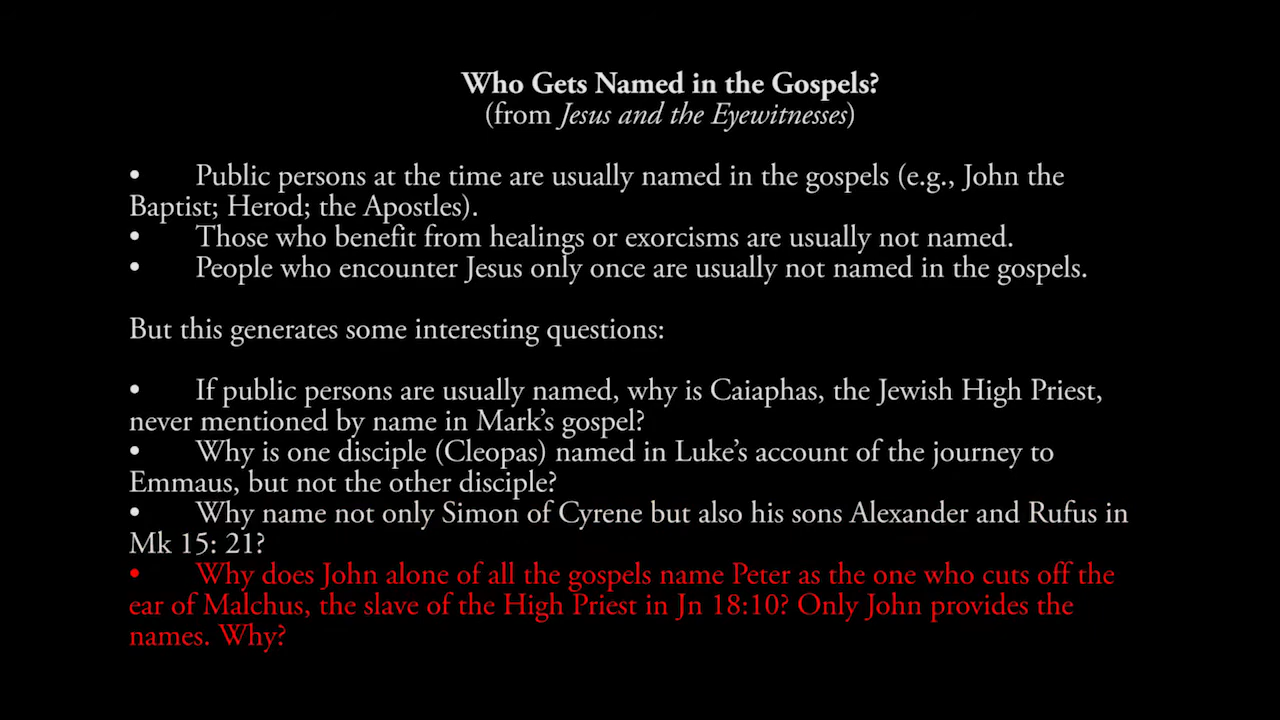 Who Gets Named in the Gospels?
(from Jesus and the Eyewitnesses)
• Public persons at the time are usually named in the gospels (e.g., John the
Baptist; Herod; the Apostles).
• Those who benefit from healings or exorcisms are usually not named.
• People who encounter Jesus only once are usually not named in the gospels.
But this generates some interesting questions:
• If public persons are usually named, why is Caiaphas, the Jewish High Priest,
never mentioned by name in Mark’s gospel?
• Why is one disciple (Cleopas) named in Luke’s account of the journey to
Emmaus, but not the other disciple?
• Why name not only Simon of Cyrene but also his sons Alexander and Rufus in
Mk 15: 21?
• Why does John alone of all the gospels name Peter as the one who cuts off the
ear of Malchus, the slave of the High Priest in Jn 18:10? Only John provides the
names. Why?